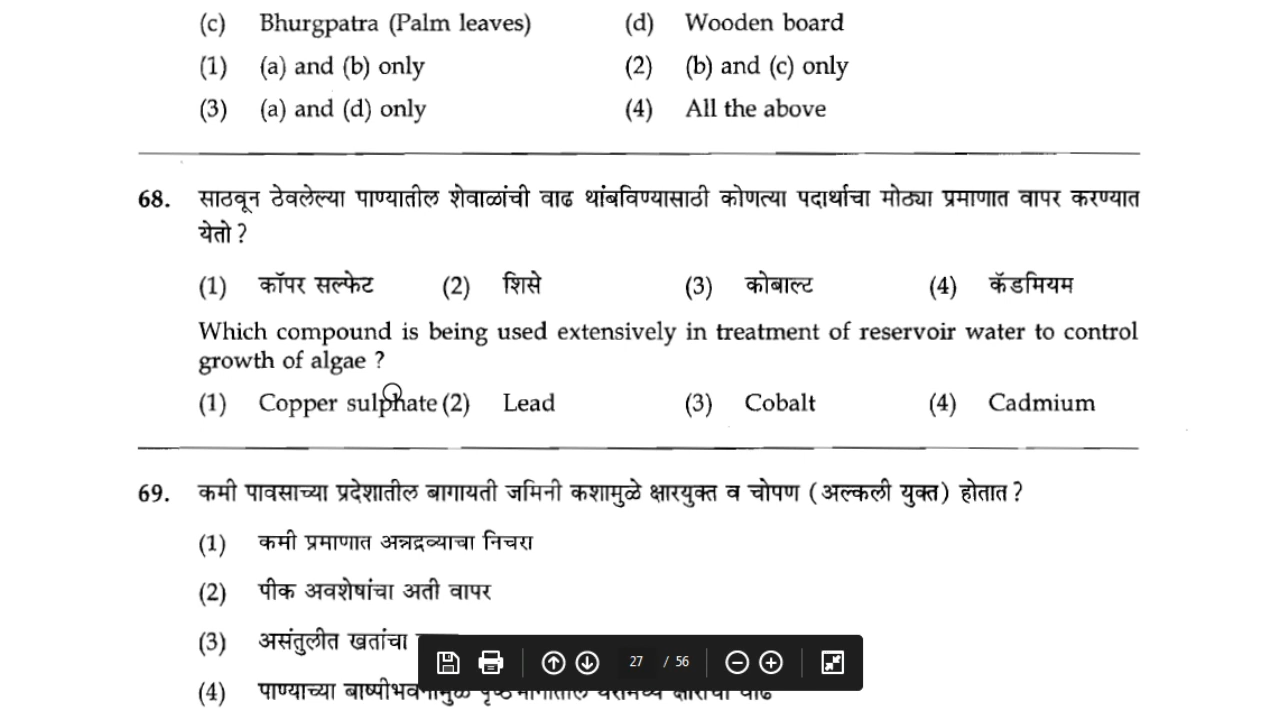 (c) Bhurgpatra (Palm leaves) (d) Wooden board
(1) (a) and (b) only (2) (b) and (c) only
(3) (a) and (d) only (4) All the above
68. साठवून ठेवलेल्या पाण्यातील शेवाळांची वाढ थांबविण्यासाठी कोणत्या पदार्थाचा मोठ्या प्रमाणात वापर करण्यात
येतो ?
(1) कॉपर सल्फेट (2) शिसे (3) कोबाल्ट (4) कॅडमियम
Which compound is being used extensively in treatment of reservoir water to control
growth of algae ?
(1) Copper sulphate (2) Lead (3) Cobalt (4) Cadmium
69. कमी पावसाच्या प्रदेशातील बागायती जमिनी कशामुळे क्षारयुक्त व चोपण (अल्कली युक्त) होतात ?
(1) कमी प्रमाणात अन्नद्रव्याचा निचरा
(2) पीक अवशेषांचा अती वापर
(3) असंतुलीत खतांचा
27 / 56
(4) पाण्याच्या बाष्पीभवनामुळे पृष्ठभागातील थरामध्ये क्षारांची वाढ